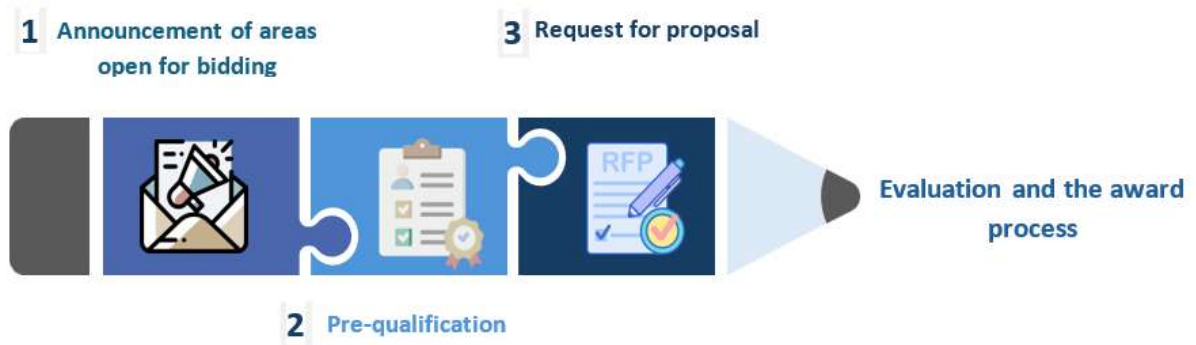 1 Announcement of areas
open for bidding
2 Pre-qualification
3 Request for proposal
RFP
Evaluation and the award
process